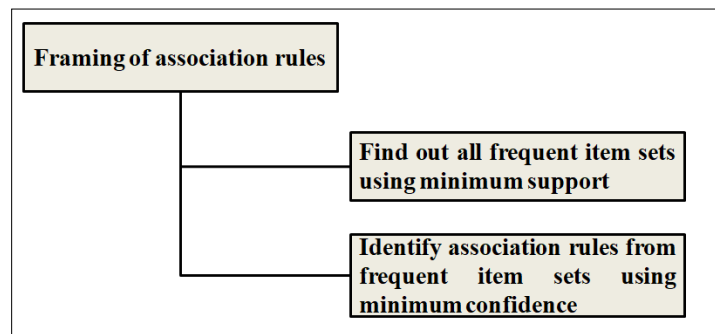 Framing of association rules
Find out all frequent item sets
using minimum support
Identify association rules from
frequent item sets using
minimum confidence